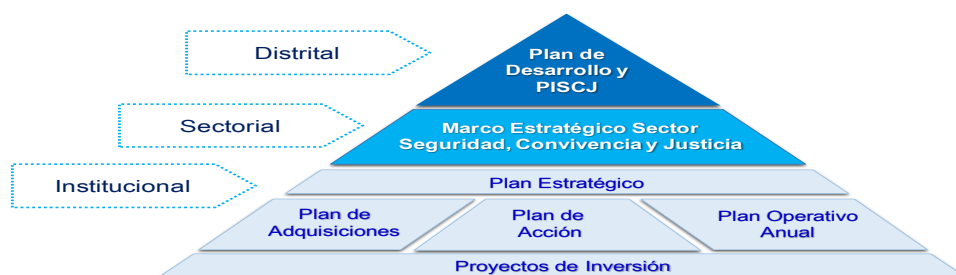 Distrital
Plan de
Desarrollo y
PISCJ
Sectorial
Marco Estratégico Sector
Seguridad, Convivencia y Justicia
Institucional
Plan Estratégico
Plan de
Adquisiciones
Plan de
Acción
Plan Operativo
Anual
Proyectos de Inversión